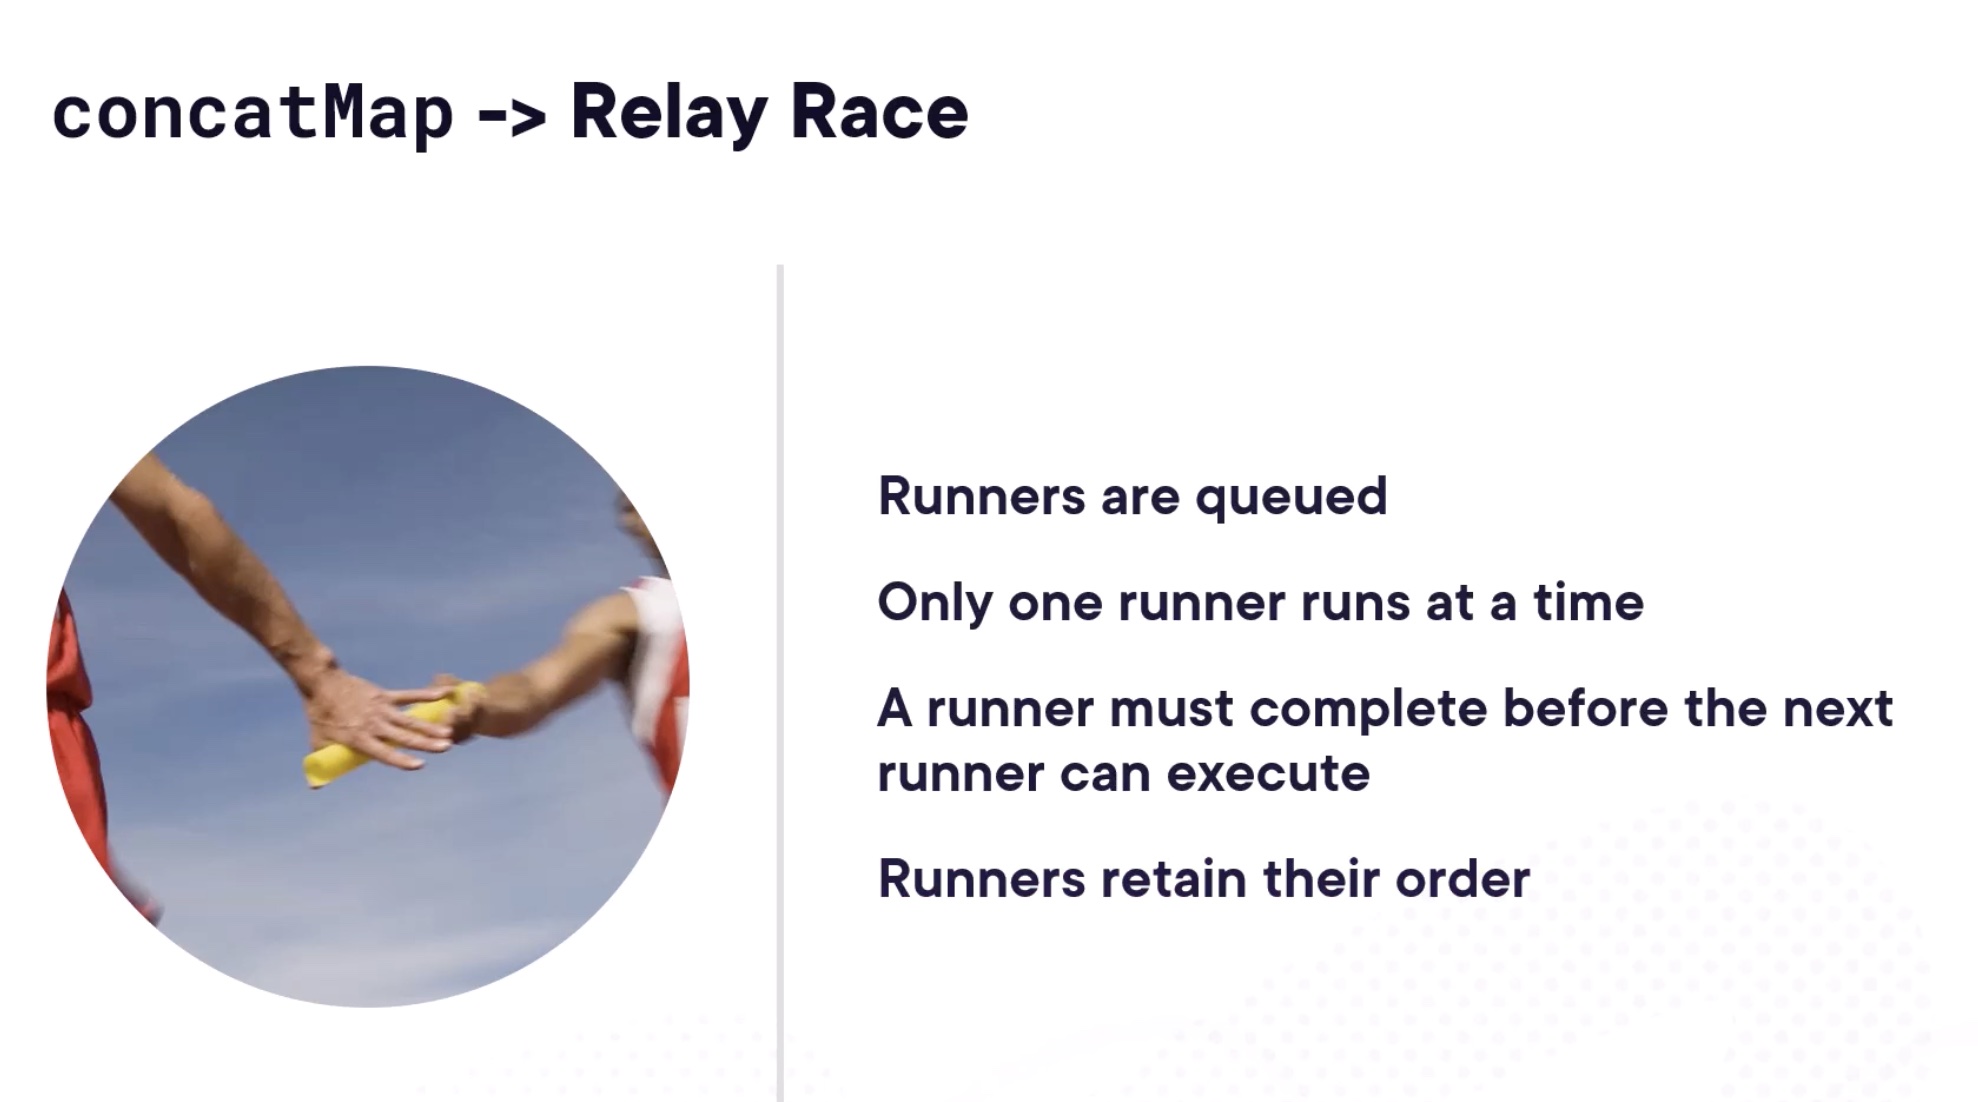 concatMap -> Relay Race
Runners are queued
Only one runner runs at a time
A runner must complete before the next
runner can execute
Runners retain their order